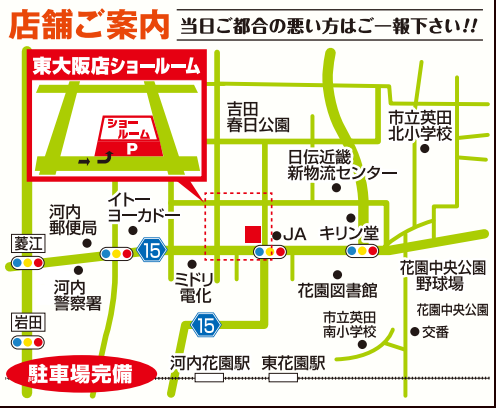 店舗ご案内
当日ご都合の悪い方はご一報下さい!!
東大阪店ショールーム
ショー
ルーム
P
吉田
春日公園
市立英田
北小学校
日伝近畿
新物流センター
イトー
ヨーカドー
河内
郵便局
菱江
15
JA
キリン堂
河内
警察署
ミドリ
電化
花園図書館
花園中央公園
野球場
花園中央公園
岩田
15
市立英田
南小学校
交番
駐車場完備
河内花園駅
東花園駅